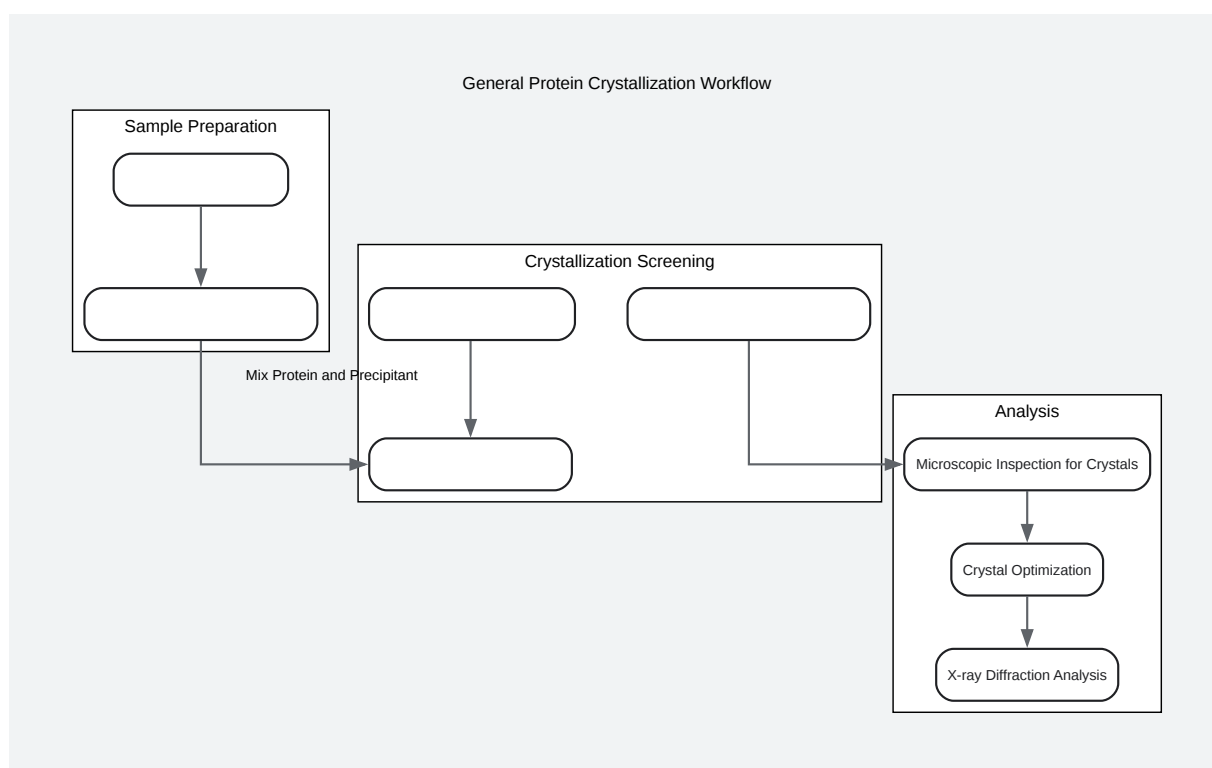 General Protein Crystallization Workflow
Sample Preparation
Crystallization Screening
Mix Protein and Precipitant
Analysis
Microscopic Inspection for Crystals
Crystal Optimization
X-ray Diffraction Analysis